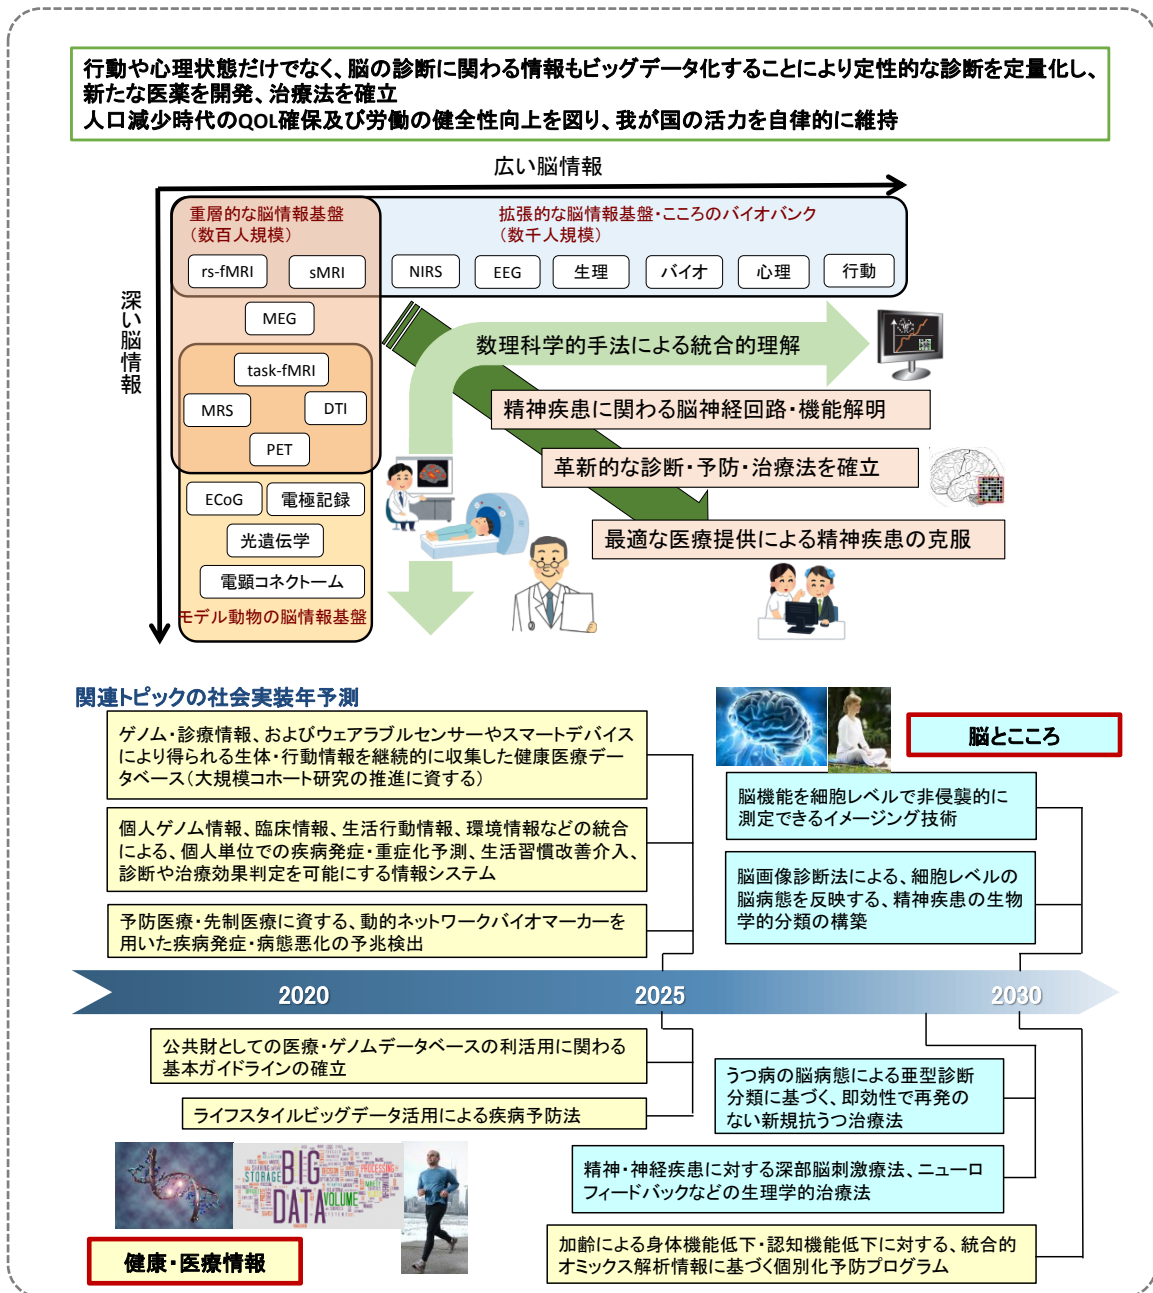 行動や心理状態だけでなく、脳の診断に関わる情報もビッグデータ化することにより定性的な診断を定量化し、
新たな医薬を開発、治療法を確立
人口減少時代のQOL確保及び労働の健全性向上を図り、我が国の活力を自律的に維持
広い脳情報
深い脳情報
重層的な脳情報基盤
（数百人規模）
拡張的な脳情報基盤・こころのバイオバンク
（数千人規模）
rs-fMRI
sMRI
NIRS
EEG
生理
バイオ
心理
行動
MEG
task-fMRI
MRS
DTI
PET
ECoG
電極記録
光遺伝学
電顕コネクトーム
モデル動物の脳情報基盤
数理科学的手法による統合的理解
精神疾患に関わる脳神経回路・機能解明
革新的な診断・予防・治療法を確立
最適な医療提供による精神疾患の克服
関連トピックの社会実装年予測
ゲノム・診療情報、およびウェアラブルセンサーやスマートデバイス
により得られる生体・行動情報を継続的に収集した健康医療デー
タベース（大規模コホート研究の推進に資する）
個人ゲノム情報、臨床情報、生活行動情報、環境情報などの統合
による、個人単位での疾病発症・重症化予測、生活習慣改善介入、
診断や治療効果判定を可能にする情報システム
予防医療・先制医療に資する、動的ネットワークバイオマーカーを
用いた疾病発症・病態悪化の予兆検出
脳とこころ
脳機能を細胞レベルで非侵襲的に
測定できるイメージング技術
脳画像診断法による、細胞レベルの
脳病態を反映する、精神疾患の生物
学的分類の構築
2020
2025
2030
公共財としての医療・ゲノムデータベースの利活用に関わる
基本ガイドラインの確立
ライフスタイルビッグデータ活用による疾病予防法
うつ病の脳病態による亜型診断
分類に基づく、即効性で再発の
ない新規抗うつ治療法
精神・神経疾患に対する深部脳刺激療法、ニューロ
フィードバックなどの生理学的治療法
加齢による身体機能低下・認知機能低下に対する、統合的
オミックス解析情報に基づく個別化予防プログラム
BIG
DATA
STORAGE
PROCESSING
VOLUME
健康・医療情報